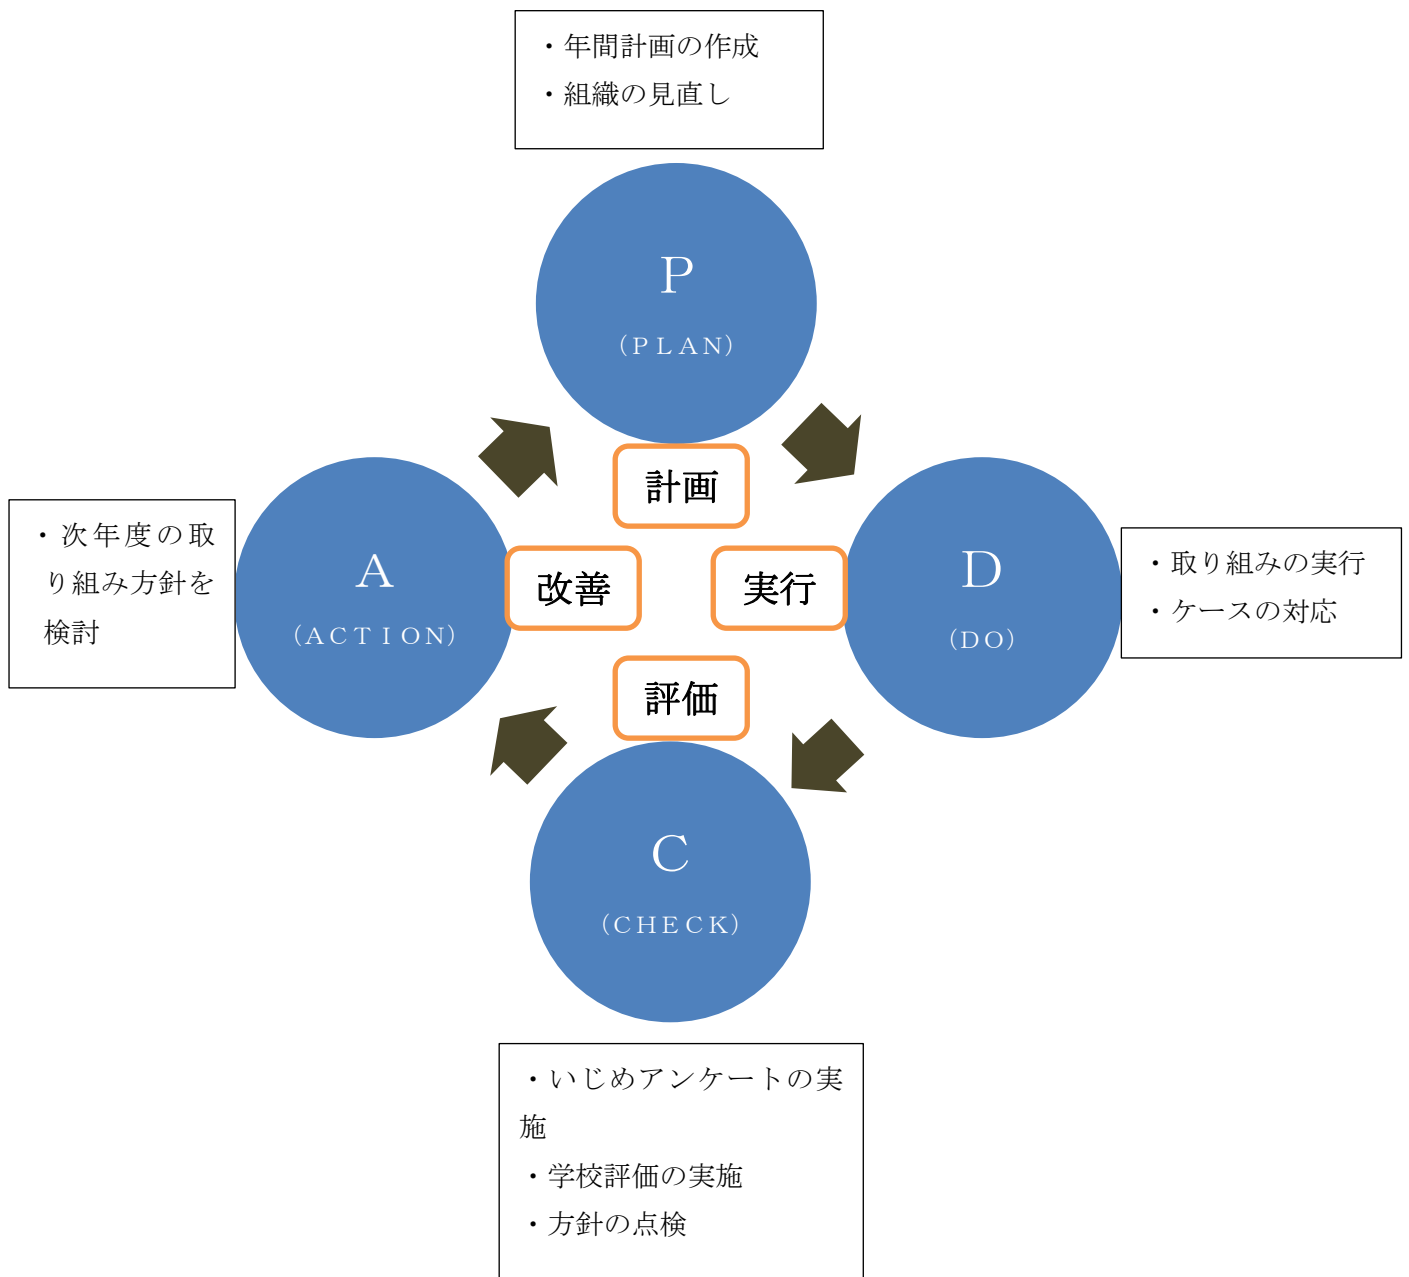 ・年間計画の作成
・組織の見直し
P
（ＰＬＡＮ）
計画
・次年度の取
り組み方針を
検討
A
（ＡＣＴＩＯＮ）
改善
実行
D
（ＤＯ）
・取り組みの実行
・ケースの対応
評価
C
（ＣＨＥＣＫ）
・いじめアンケートの実
施
・学校評価の実施
・方針の点検